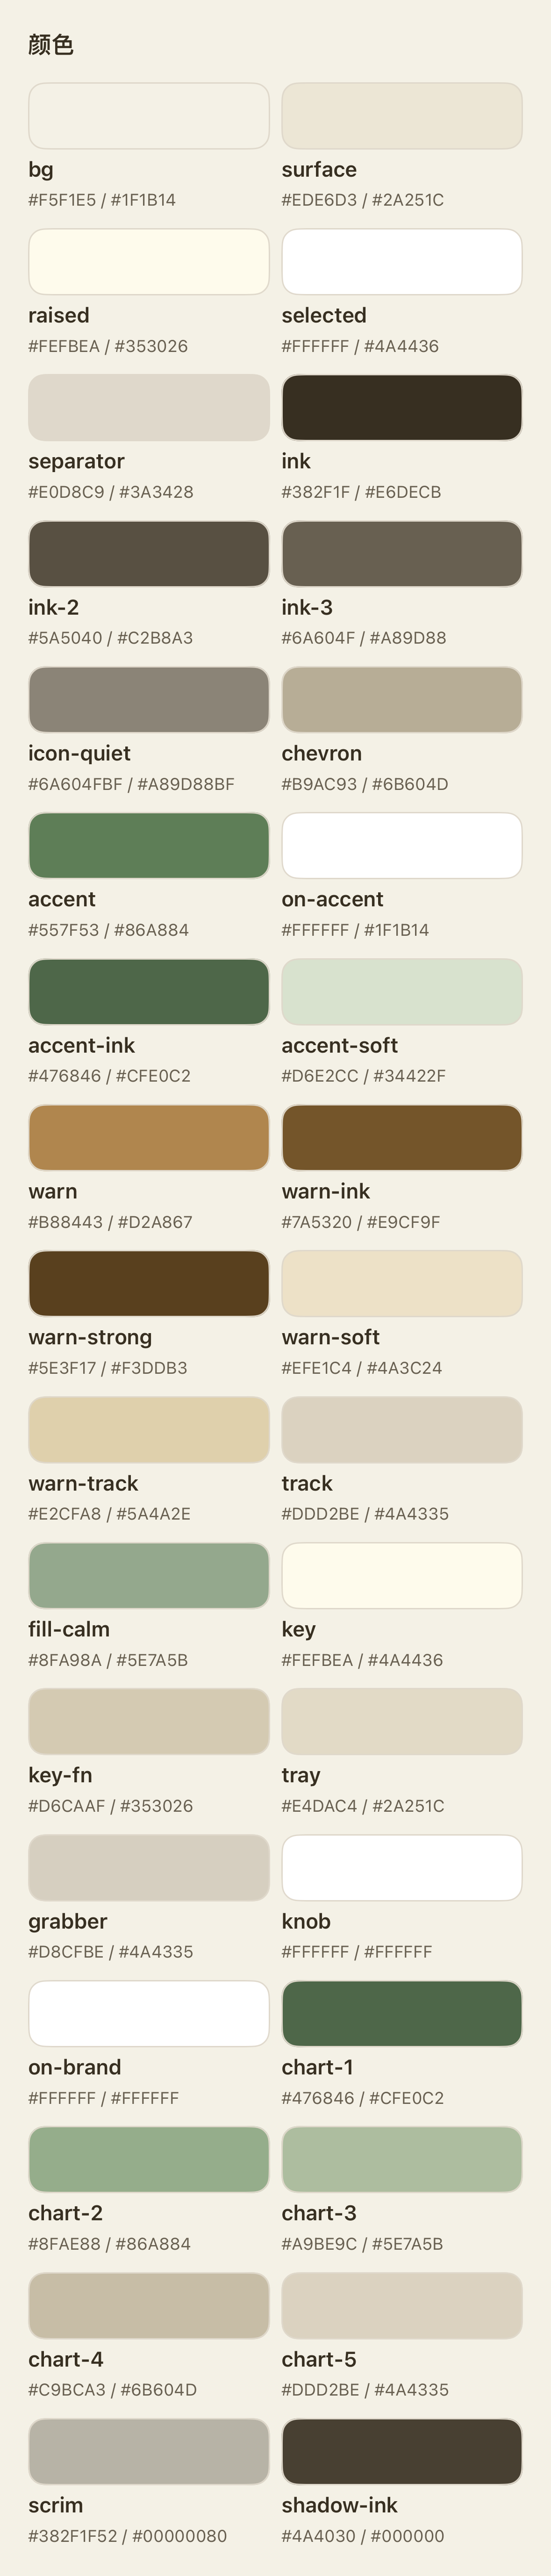 颜色
bg
surface
#F5F1E5 / #1F1B14
#EDE6D3 / #2A251C
raised
selected
#FEFBEA / #353026
#FFFFFF / #4A4436
separator
ink
#E0D8C9 / #3A3428
#382F1F / #E6DECB
ink-2
ink-3
#5A5040 / #C2B8A3
#6A604F / #A89D88
icon-quiet
chevron
#6A604FBF / #A89D88BF
#B9AC93 / #6B604D
accent
on-accent
#557F53 / #86A884
#FFFFFF / #1F1B14
accent-ink
accent-soft
#476846 / #CFE0C2
#D6E2CC / #34422F
warn
warn-ink
#B88443 / #D2A867
#7A5320 / #E9CF9F
warn-strong
warn-soft
#5E3F17 / #F3DDB3
#EFE1C4 / #4A3C24
warn-track
track
#E2CFA8 / #5A4A2E
#DDD2BE / #4A4335
fill-calm
key
#8FA98A / #5E7A5B
#FEFBEA / #4A4436
key-fn
tray
#D6CAAF / #353026
#E4DAC4 / #2A251C
grabber
knob
#D8CFBE / #4A4335
#FFFFFF / #FFFFFF
on-brand
chart-1
#FFFFFF / #FFFFFF
#476846 / #CFE0C2
chart-2
chart-3
#8FAE88 / #86A884
#A9BE9C / #5E7A5B
chart-4
chart-5
#C9BCA3 / #6B604D
#DDD2BE / #4A4335
scrim
shadow-ink
#382F1F52 / #00000080
#4A4030 / #000000